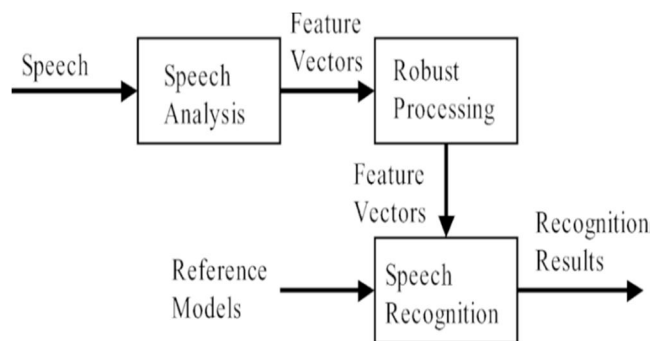 Speech
Speech
Analysis
Feature
Vectors
Robust
Processing
Feature
Vectors
Reference
Models
Speech
Recognition
Recognition
Results